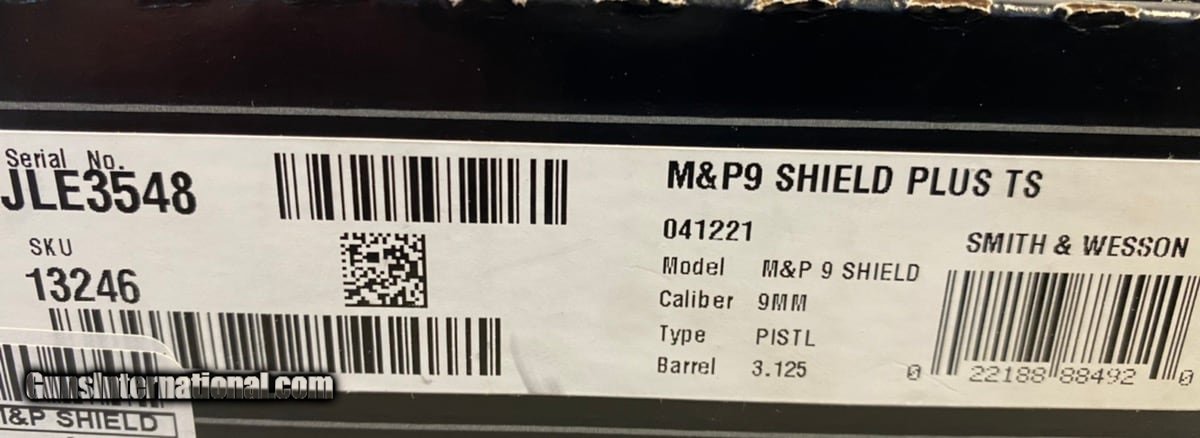 Serial No.
JLE3548
SKU
13246
M&P9 SHIELD PLUS TS
041221
SMITH & WESSON
Model M&P 9 SHIELD
Caliber 9MM
Type PISTL
Barrel 3.125
0 22188 88492 0
GunsInternational.com
M&P SHIELD